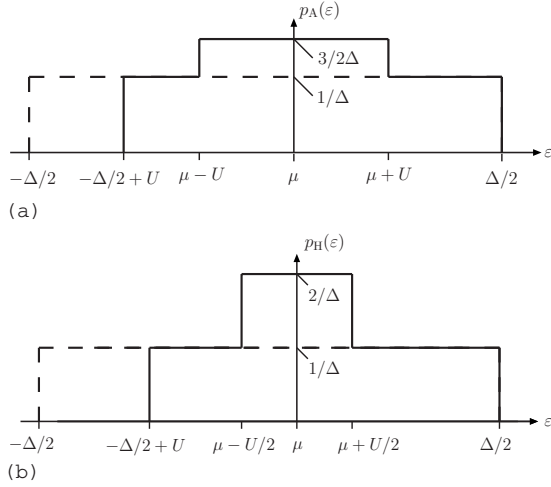 p_A(ε)
3/2Δ
1/Δ
−Δ/2 −Δ/2 + U μ − U μ μ + U Δ/2 ε
(a)
p_H(ε)
2/Δ
1/Δ
−Δ/2 −Δ/2 + U μ − U/2 μ μ + U/2 Δ/2 ε
(b)